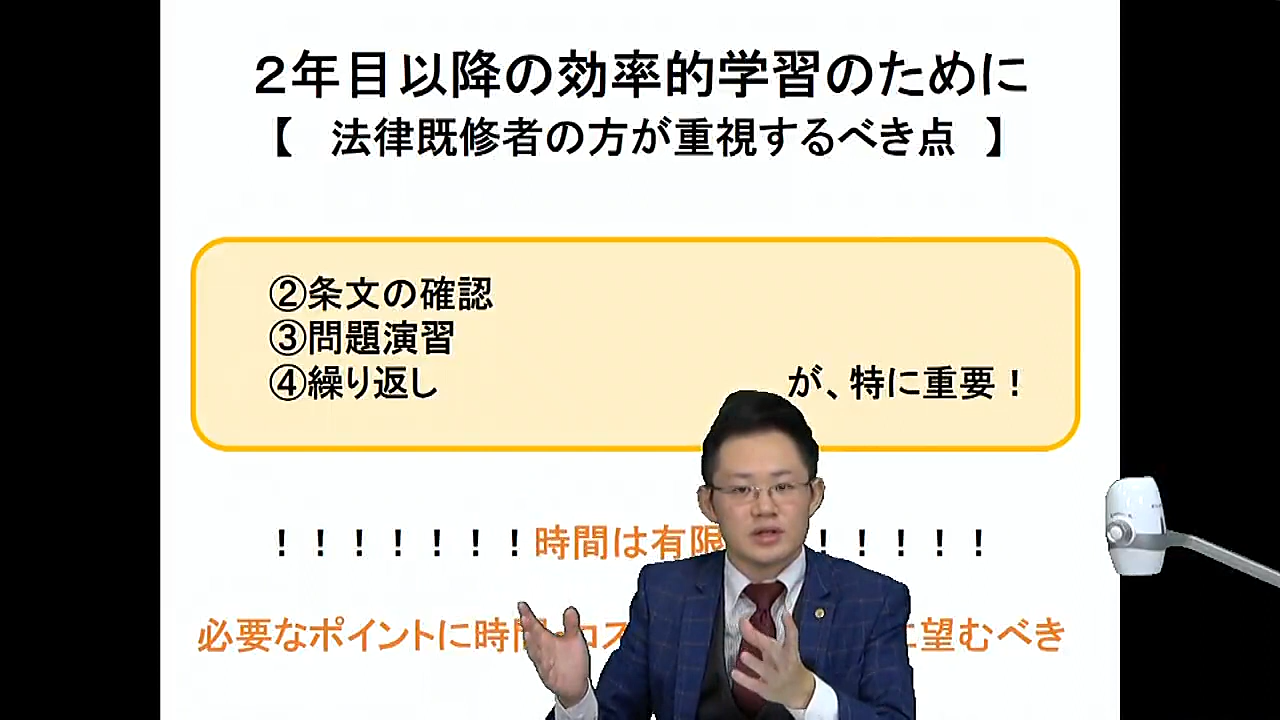 ２年目以降の効率的学習のために
【　法律既修者の方が重視するべき点　】
②条文の確認
③問題演習
④繰り返し　が、特に重要！
！！！！！！！時間は有限　！！！！！
必要なポイントに時間・コス　に望むべき